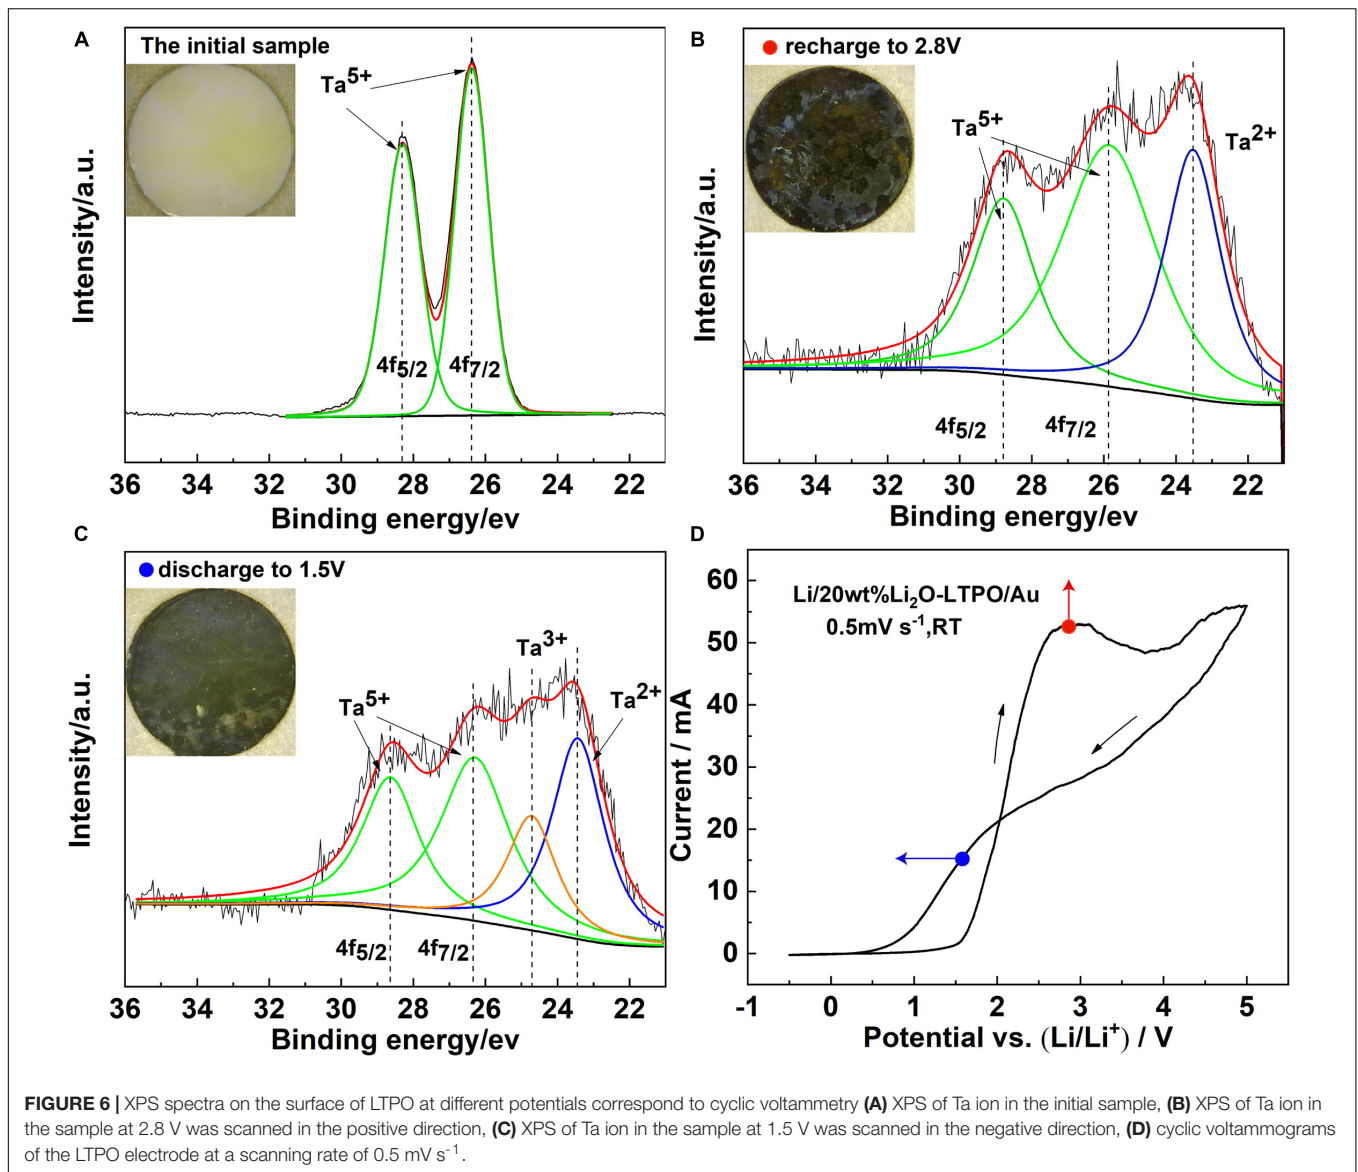 A
The initial sample
Ta5+
4f5/2
4f7/2
Intensity/a.u.
36 34 32 30 28 26 24 22
Binding energy/ev
B
recharge to 2.8V
Ta5+
Ta2+
4f5/2
4f7/2
Intensity/a.u.
36 34 32 30 28 26 24 22
Binding energy/ev
C
discharge to 1.5V
Ta3+
Ta5+
Ta2+
4f5/2
4f7/2
Intensity/a.u.
36 34 32 30 28 26 24 22
Binding energy/ev
D
Li/20wt%Li2O-LTPO/Au
0.5mV s-1,RT
Current / mA
60
50
40
30
20
10
0
-1 0 1 2 3 4 5
Potential vs. (Li/Li+) / V
FIGURE 6 | XPS spectra on the surface of LTPO at different potentials correspond to cyclic voltammetry (A) XPS of Ta ion in the initial sample, (B) XPS of Ta ion in
the sample at 2.8 V was scanned in the positive direction, (C) XPS of Ta ion in the sample at 1.5 V was scanned in the negative direction, (D) cyclic voltammograms
of the LTPO electrode at a scanning rate of 0.5 mV s-1.